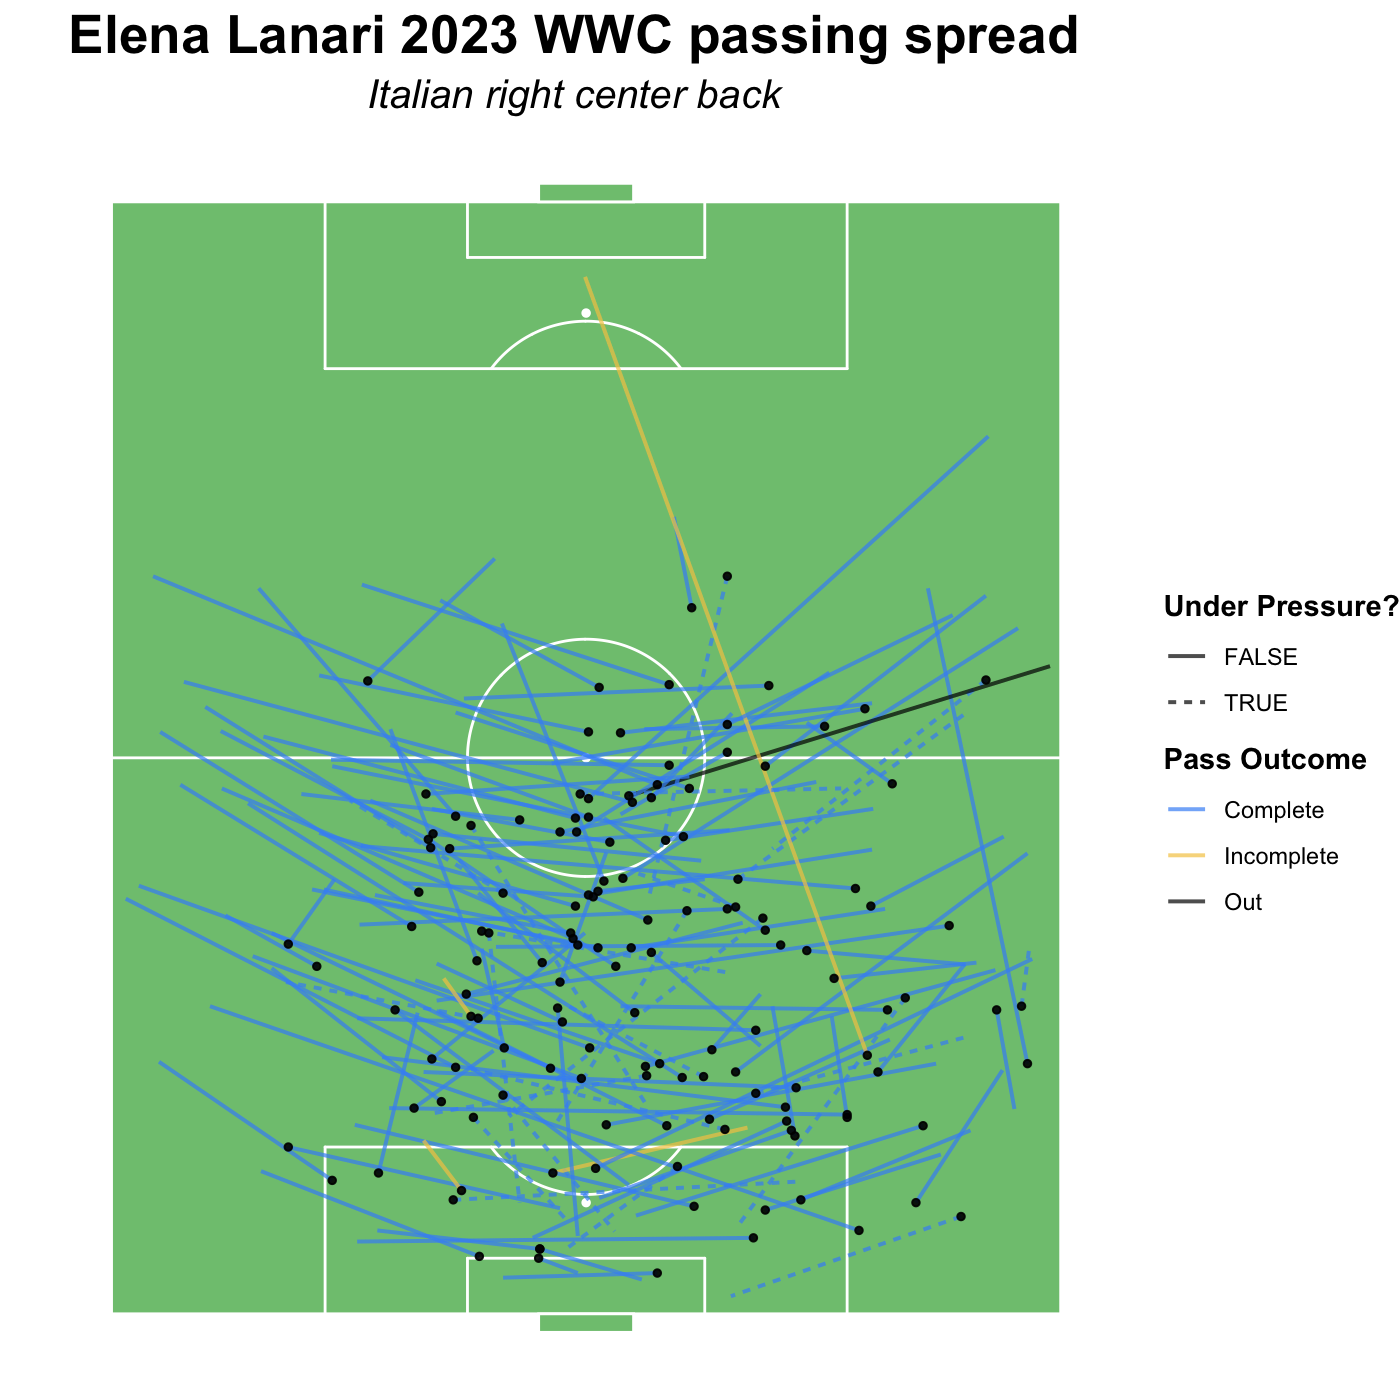 Elena Lanari 2023 WWC passing spread
Italian right center back
Under Pressure?
FALSE
TRUE
Pass Outcome
Complete
Incomplete
Out